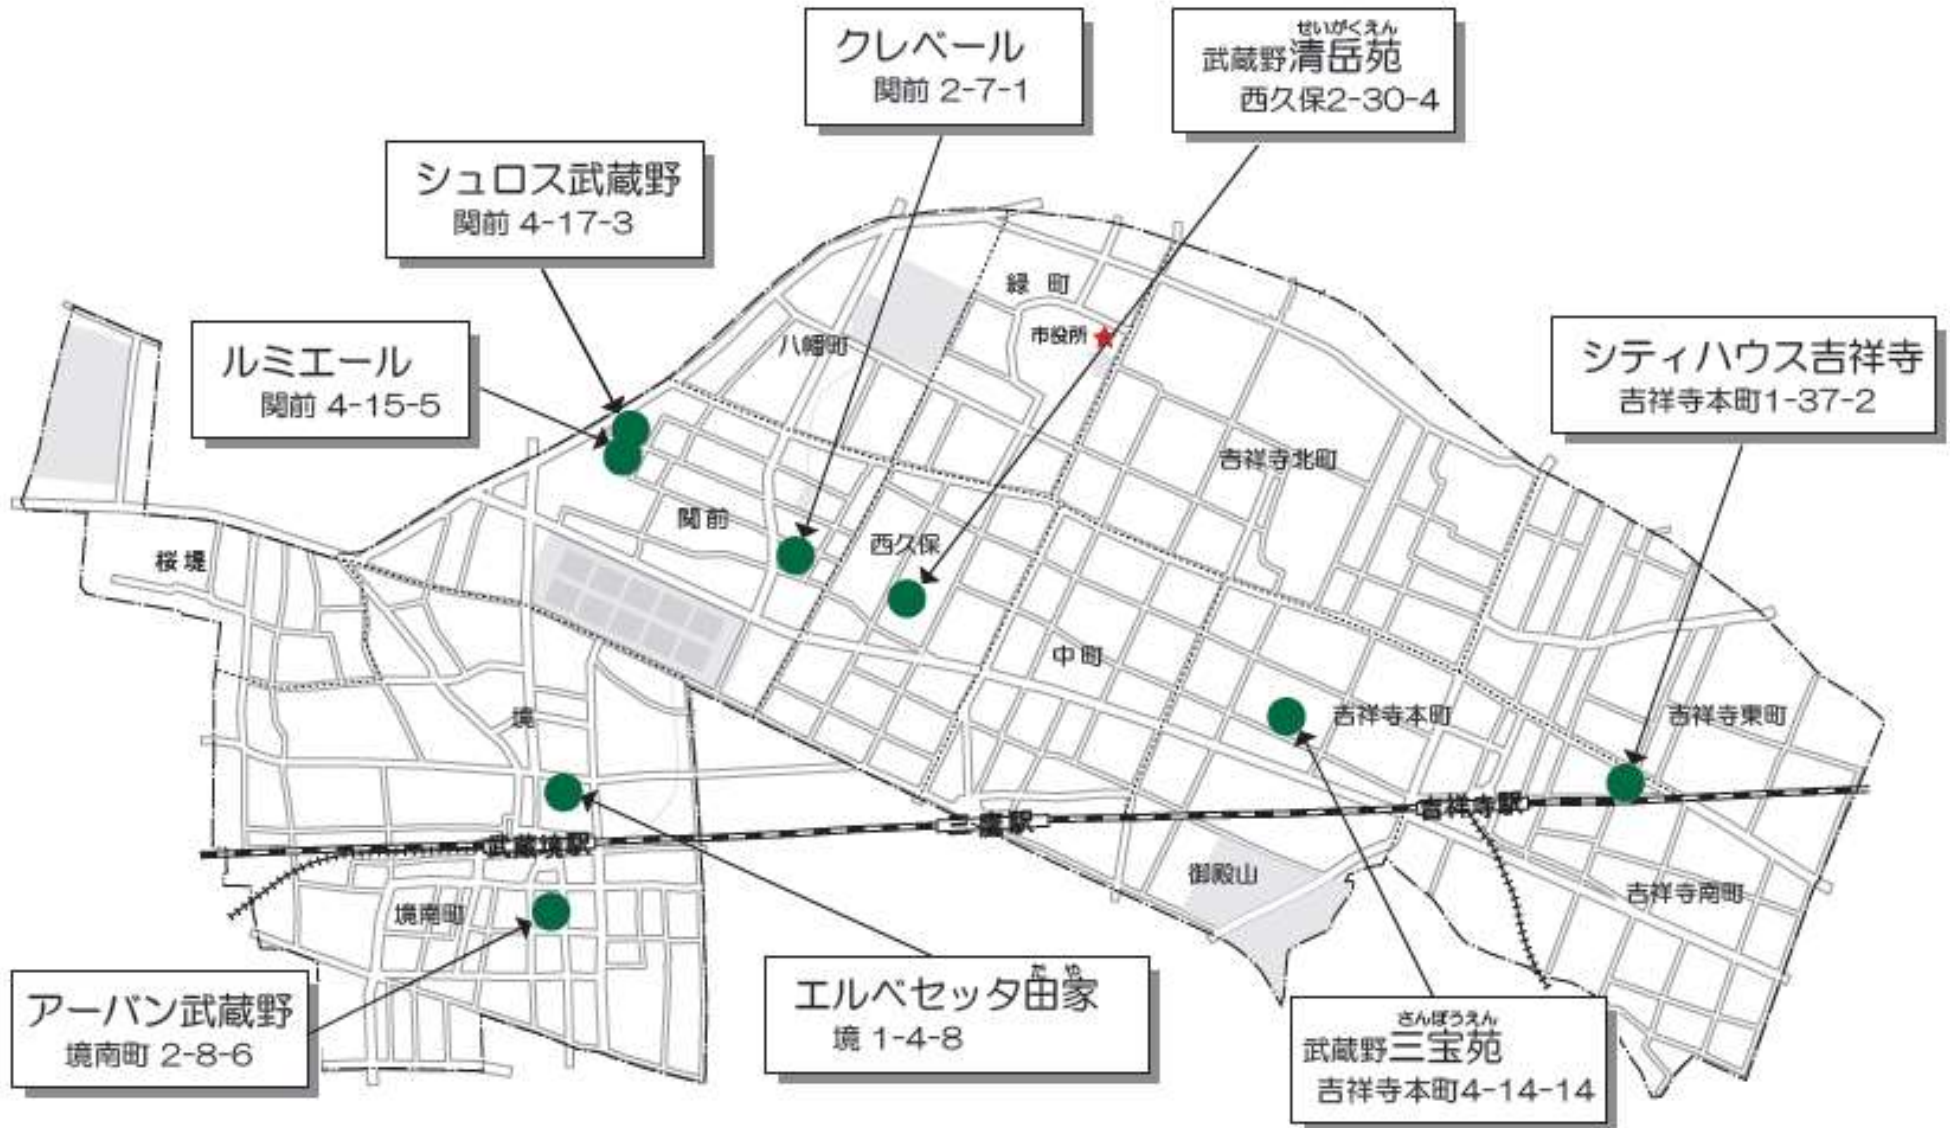 クレベール
関前 2-7-1
せいがくえん
武蔵野清岳苑
西久保2-30-4
シュロス武蔵野
関前 4-17-3
ルミエール
関前 4-15-5
シティハウス吉祥寺
吉祥寺本町1-37-2
緑 町
市役所
八幡町
吉祥寺北町
関前
西久保
桜堤
中町
境
吉祥寺本町
吉祥寺東町
吉祥寺駅
三鷹駅
武蔵境駅
御殿山
吉祥寺南町
境南町
アーバン武蔵野
境南町 2-8-6
だ や
エルベセッタ田家
境 1-4-8
さんぽうえん
武蔵野三宝苑
吉祥寺本町4-14-14